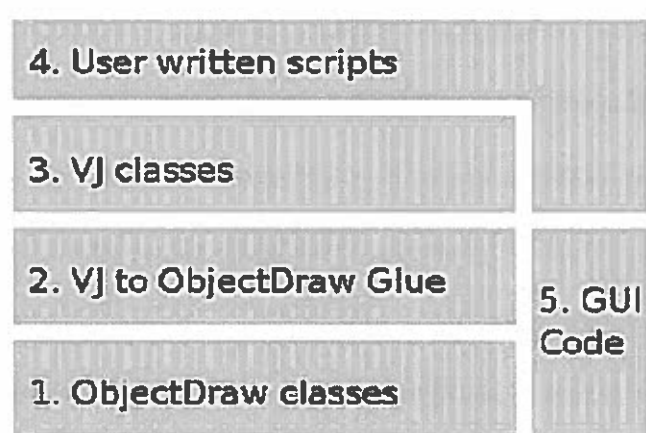 4. User written scripts
3. VJ classes
2. VJ to ObjectDraw Glue
5. GUI
Code
1. ObjectDraw classes